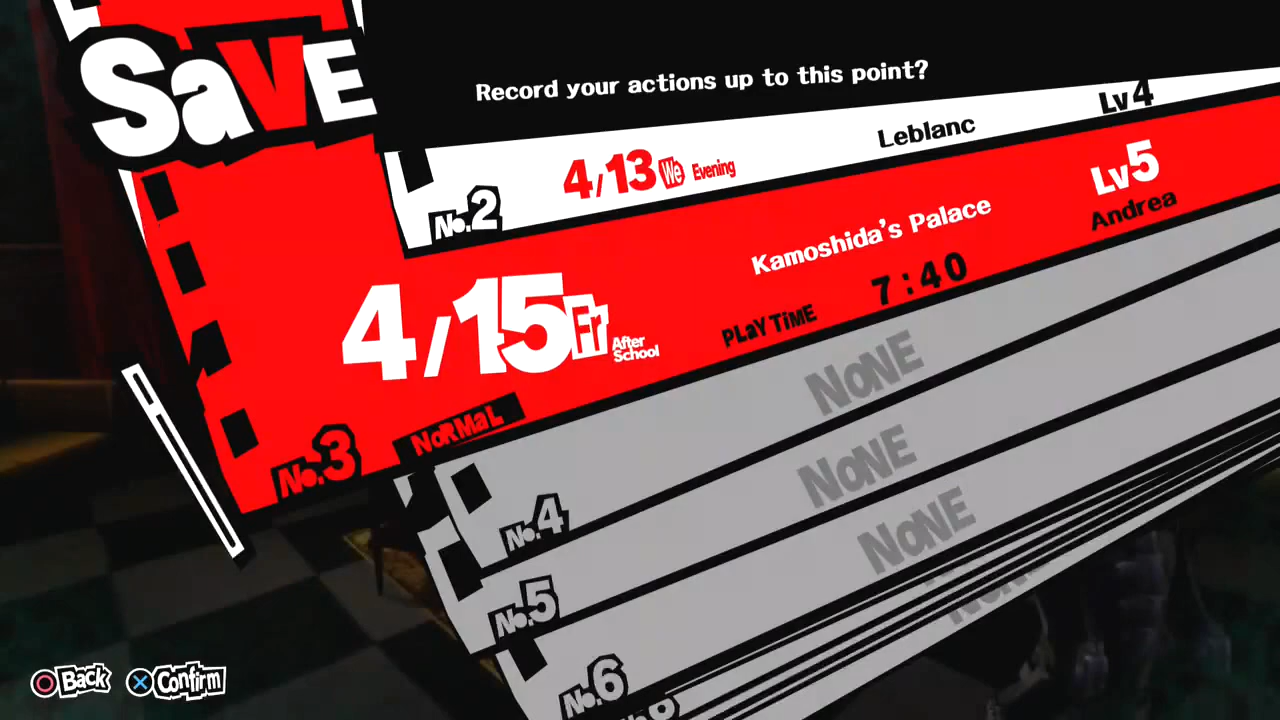 SaVE
Record your actions up to this point?
No.2 4/13 We Evening Leblanc Lv4
No.3 4/15 Fr After School Kamoshida's Palace Lv5
Andrea
PLaY TiME 7:40
NoRMaL
No.4 NoNE
No.5 NoNE
No.6 NoNE
Back Confirm